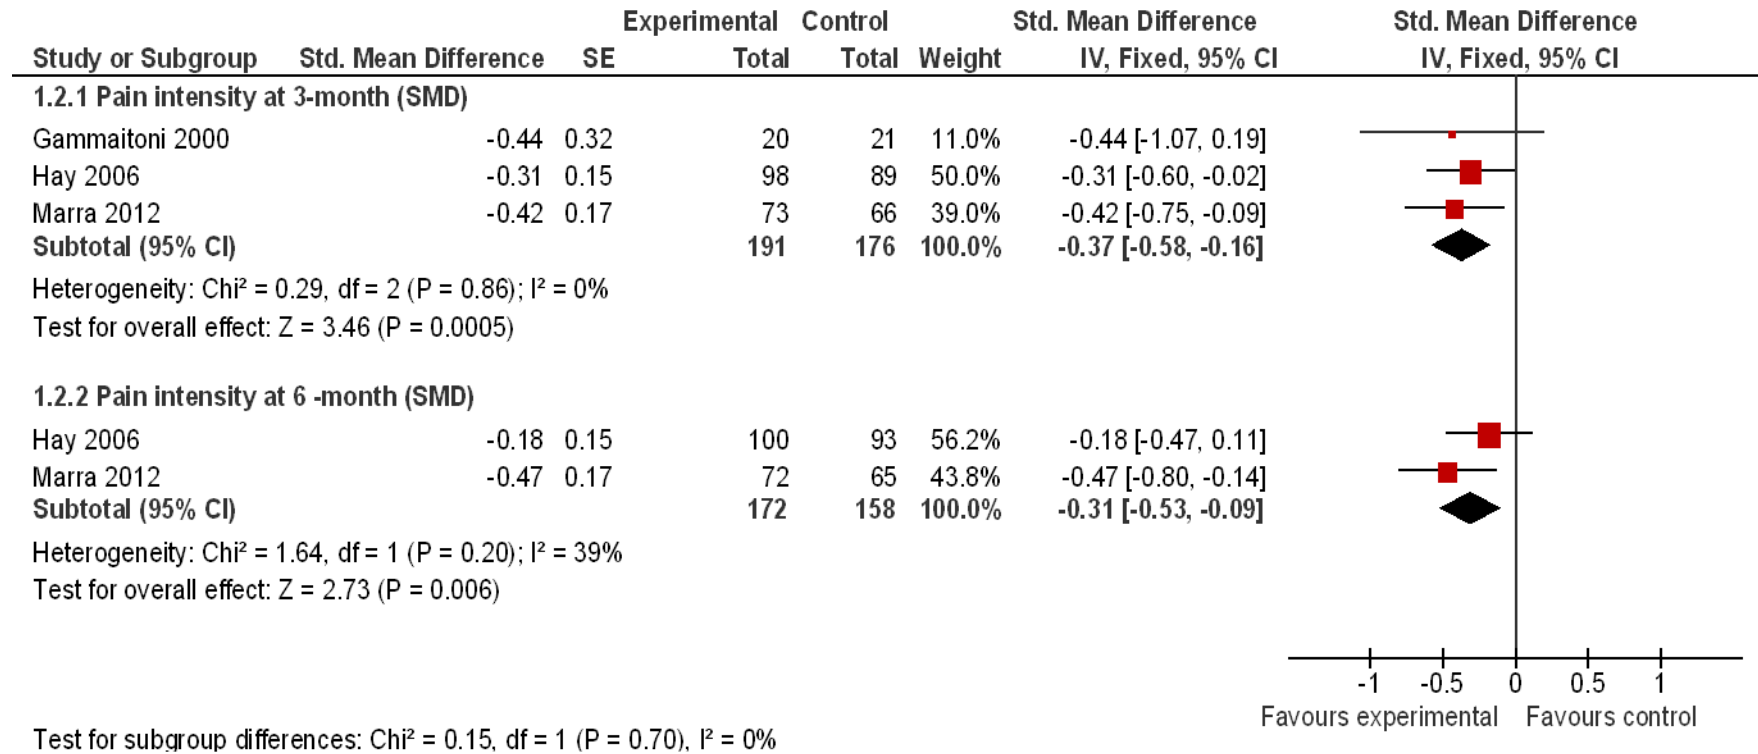 Experimental Control Std. Mean Difference Std. Mean Difference
Study or Subgroup Std. Mean Difference SE Total Total Weight IV, Fixed, 95% CI IV, Fixed, 95% CI
1.2.1 Pain intensity at 3-month (SMD)
Gammaitoni 2000 -0.44 0.32 20 21 11.0% -0.44 [-1.07, 0.19]
Hay 2006 -0.31 0.15 98 89 50.0% -0.31 [-0.60, -0.02]
Marra 2012 -0.42 0.17 73 66 39.0% -0.42 [-0.75, -0.09]
Subtotal (95% CI) 191 176 100.0% -0.37 [-0.58, -0.16]
Heterogeneity: Chi² = 0.29, df = 2 (P = 0.86); I² = 0%
Test for overall effect: Z = 3.46 (P = 0.0005)
1.2.2 Pain intensity at 6 -month (SMD)
Hay 2006 -0.18 0.15 100 93 56.2% -0.18 [-0.47, 0.11]
Marra 2012 -0.47 0.17 72 65 43.8% -0.47 [-0.80, -0.14]
Subtotal (95% CI) 172 158 100.0% -0.31 [-0.53, -0.09]
Heterogeneity: Chi² = 1.64, df = 1 (P = 0.20); I² = 39%
Test for overall effect: Z = 2.73 (P = 0.006)
-1 -0.5 0 0.5 1
Favours experimental Favours control
Test for subgroup differences: Chi² = 0.15, df = 1 (P = 0.70), I² = 0%